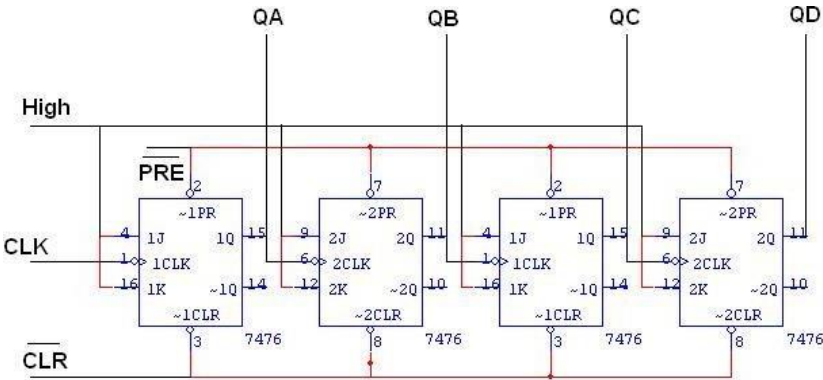 QA QB QC QD
High
PRE
2 7 2 7
~1PR ~2PR ~1PR ~2PR
4 1J 1Q 15 9 2J 2Q 11 4 1J 1Q 15 9 2J 2Q 11
CLK 1 1CLK 6 2CLK 1 1CLK 6 2CLK
16 1K ~1Q 14 12 2K ~2Q 10 16 1K ~1Q 14 12 2K ~2Q 10
~1CLR ~2CLR ~1CLR ~2CLR
3 7476 8 7476 3 7476 8 7476
CLR